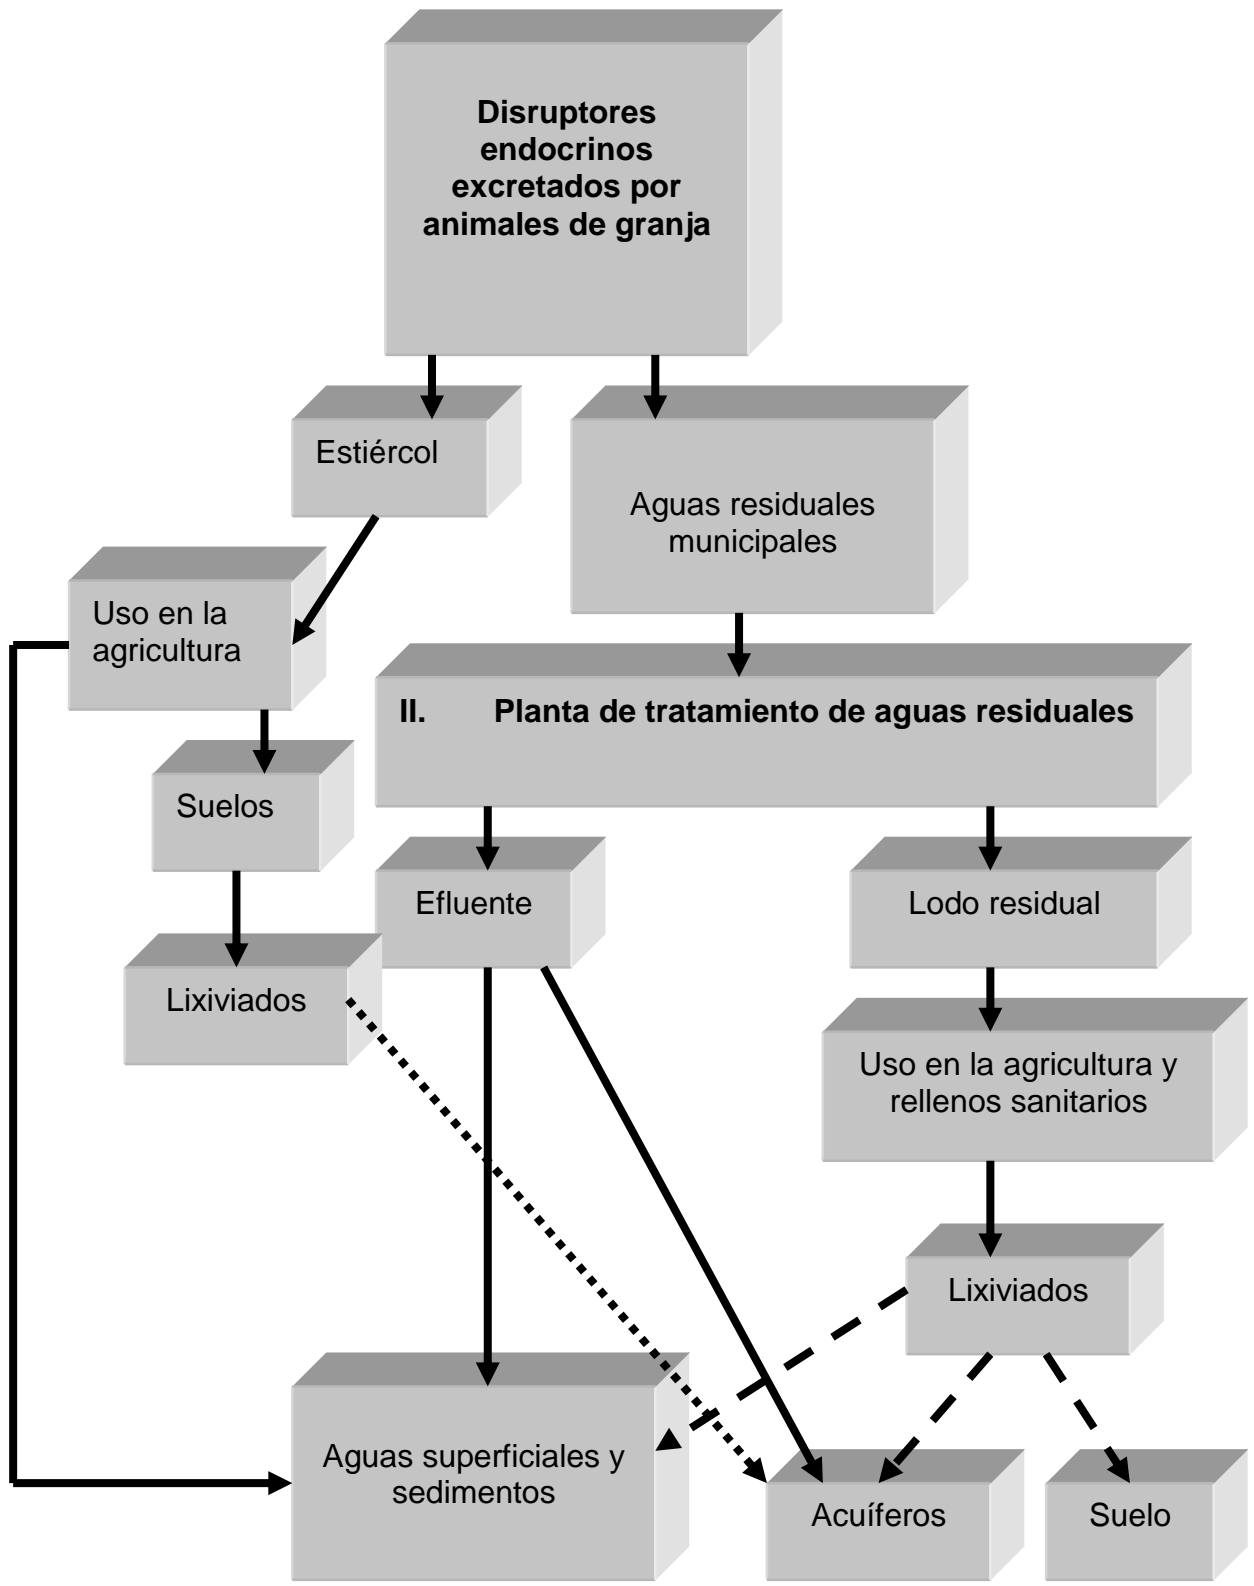 Disruptores
endocrinos
excretados por
animales de granja
Estiércol
Aguas residuales
municipales
Uso en la
agricultura
II. Planta de tratamiento de aguas residuales
Suelos
Efluente
Lodo residual
Lixiviados
Uso en la agricultura y
rellenos sanitarios
Lixiviados
Aguas superficiales y
sedimentos
Acuíferos
Suelo